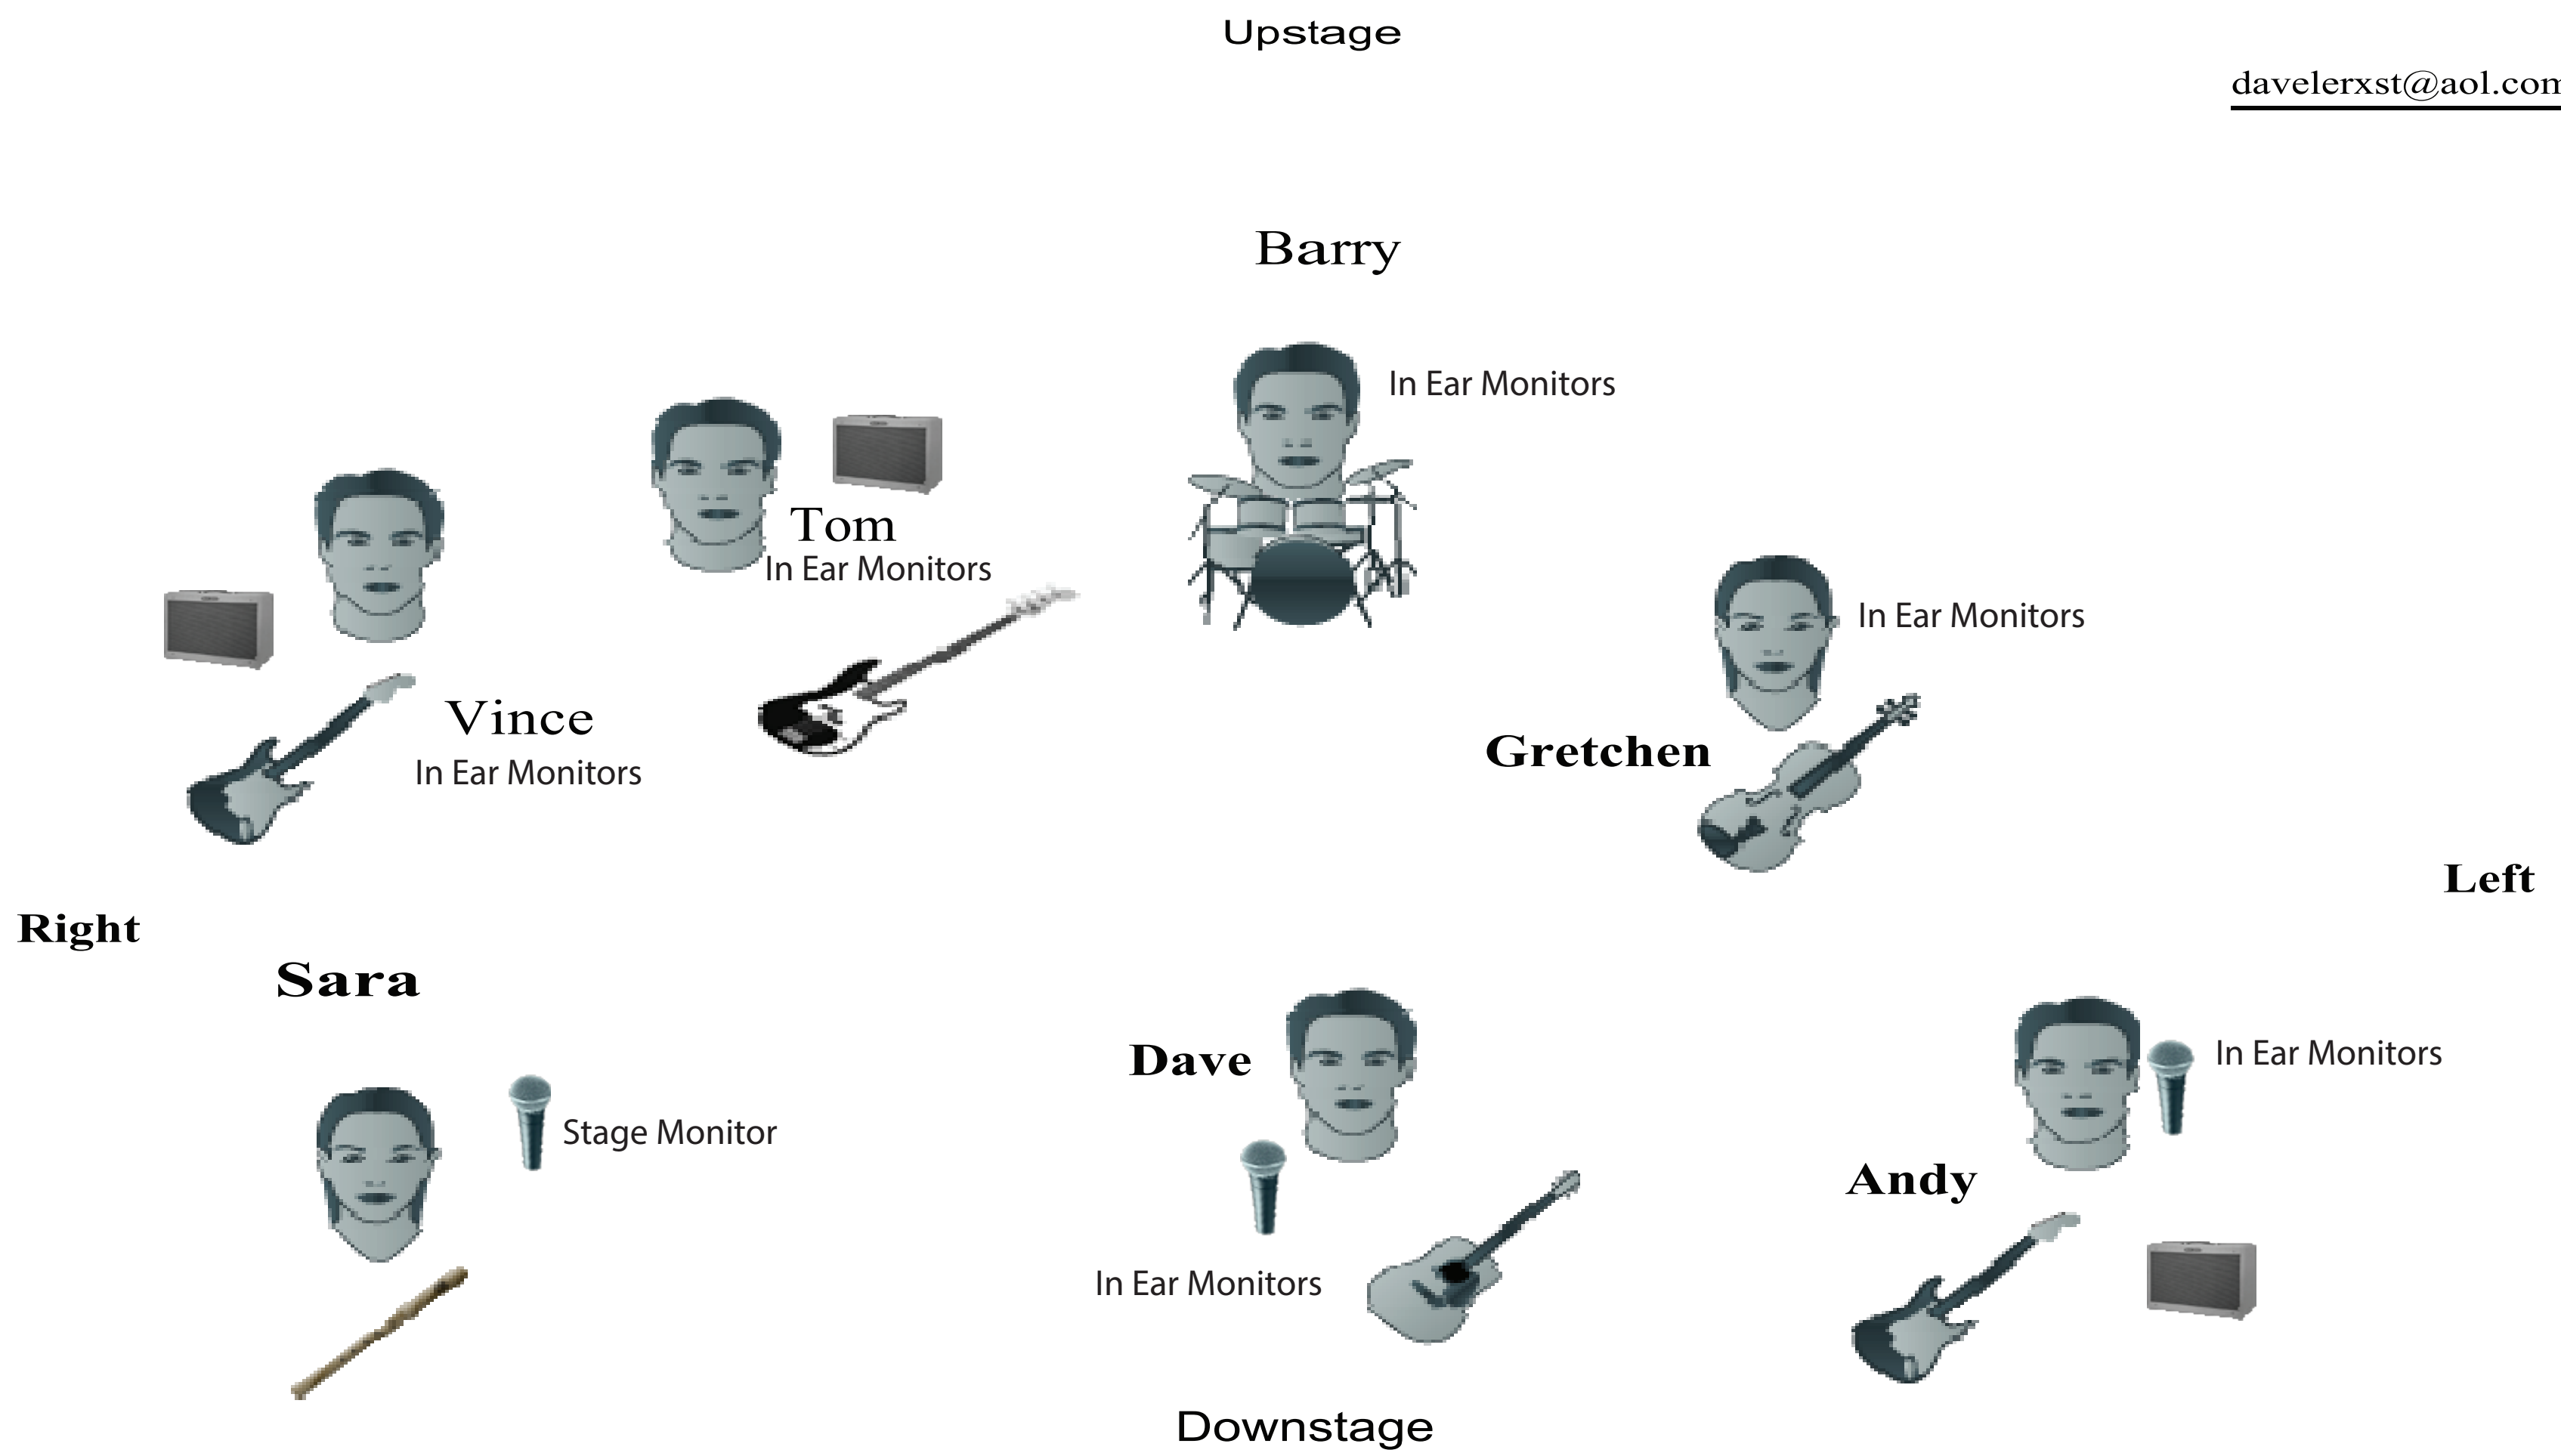 Upstage
davelerxst@aol.com
Barry
In Ear Monitors
Tom
In Ear Monitors
In Ear Monitors
Vince
In Ear Monitors
Gretchen
Left
Right
Sara
Dave
In Ear Monitors
Stage Monitor
Andy
In Ear Monitors
Downstage